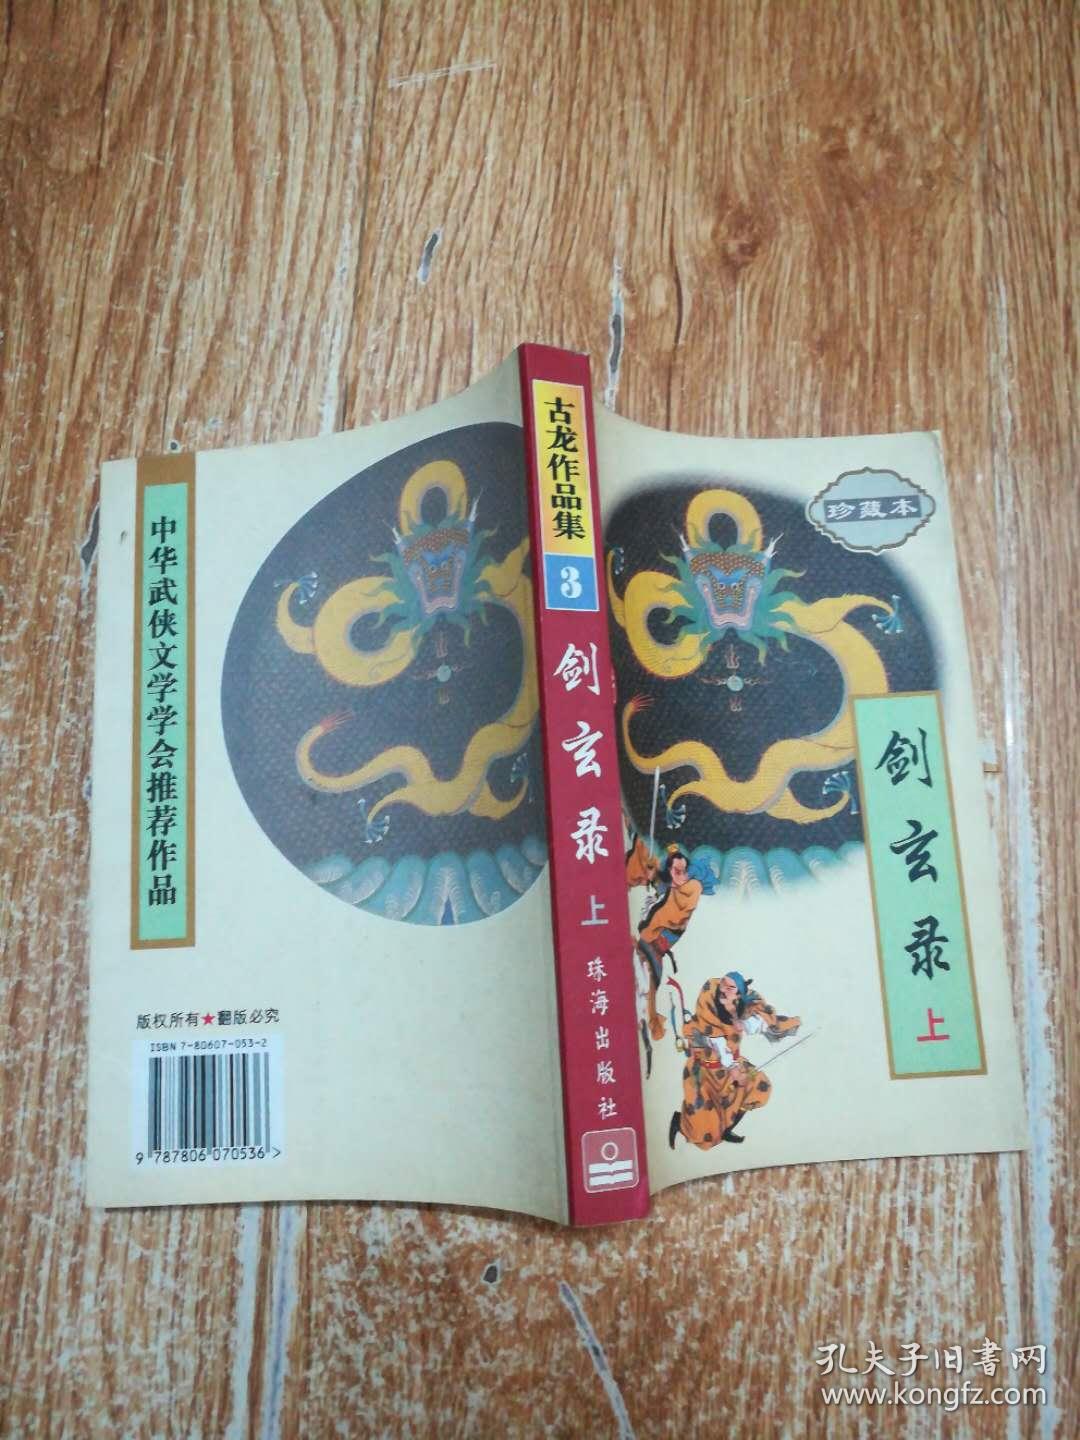 中华武侠文学学会推荐作品
版权所有★翻版必究
ISBN 7-80607-053-2
9 787806 070536 >
古龙作品集
3
剑玄录
上
珠海出版社
珍藏本
剑玄录
上
孔夫子旧書网
www.kongfz.com